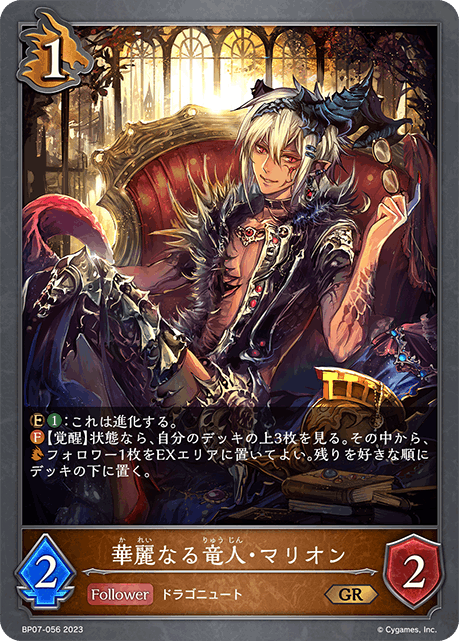 1
E 1：これは進化する。
F【覚醒】状態なら、自分のデッキの上3枚を見る。その中から、
フォロワー1枚をEXエリアに置いてよい。残りを好きな順に
デッキの下に置く。
か れい りゅう じん
華麗なる竜人・マリオン
2
Follower ドラゴニュート GR
2
BP07-056 2023 © Cygames, Inc.